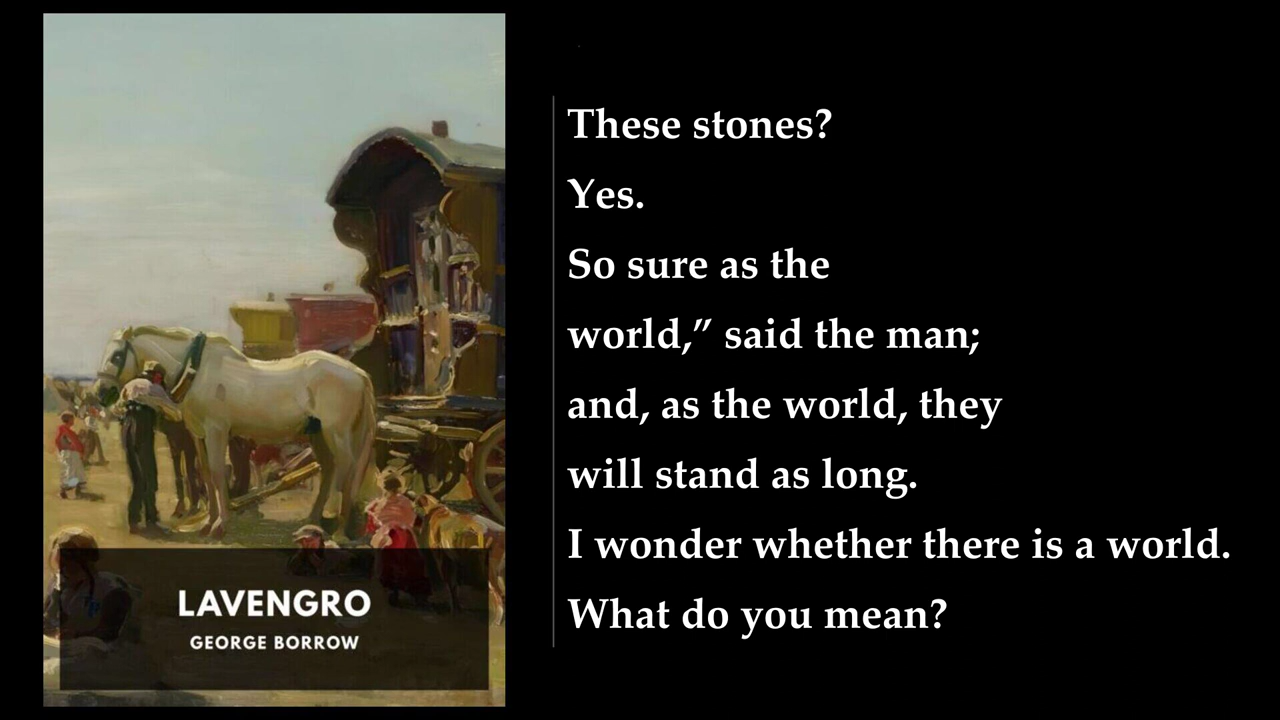 LAVENGRO
GEORGE BORROW
These stones?
Yes.
So sure as the
world,” said the man;
and, as the world, they
will stand as long.
I wonder whether there is a world.
What do you mean?